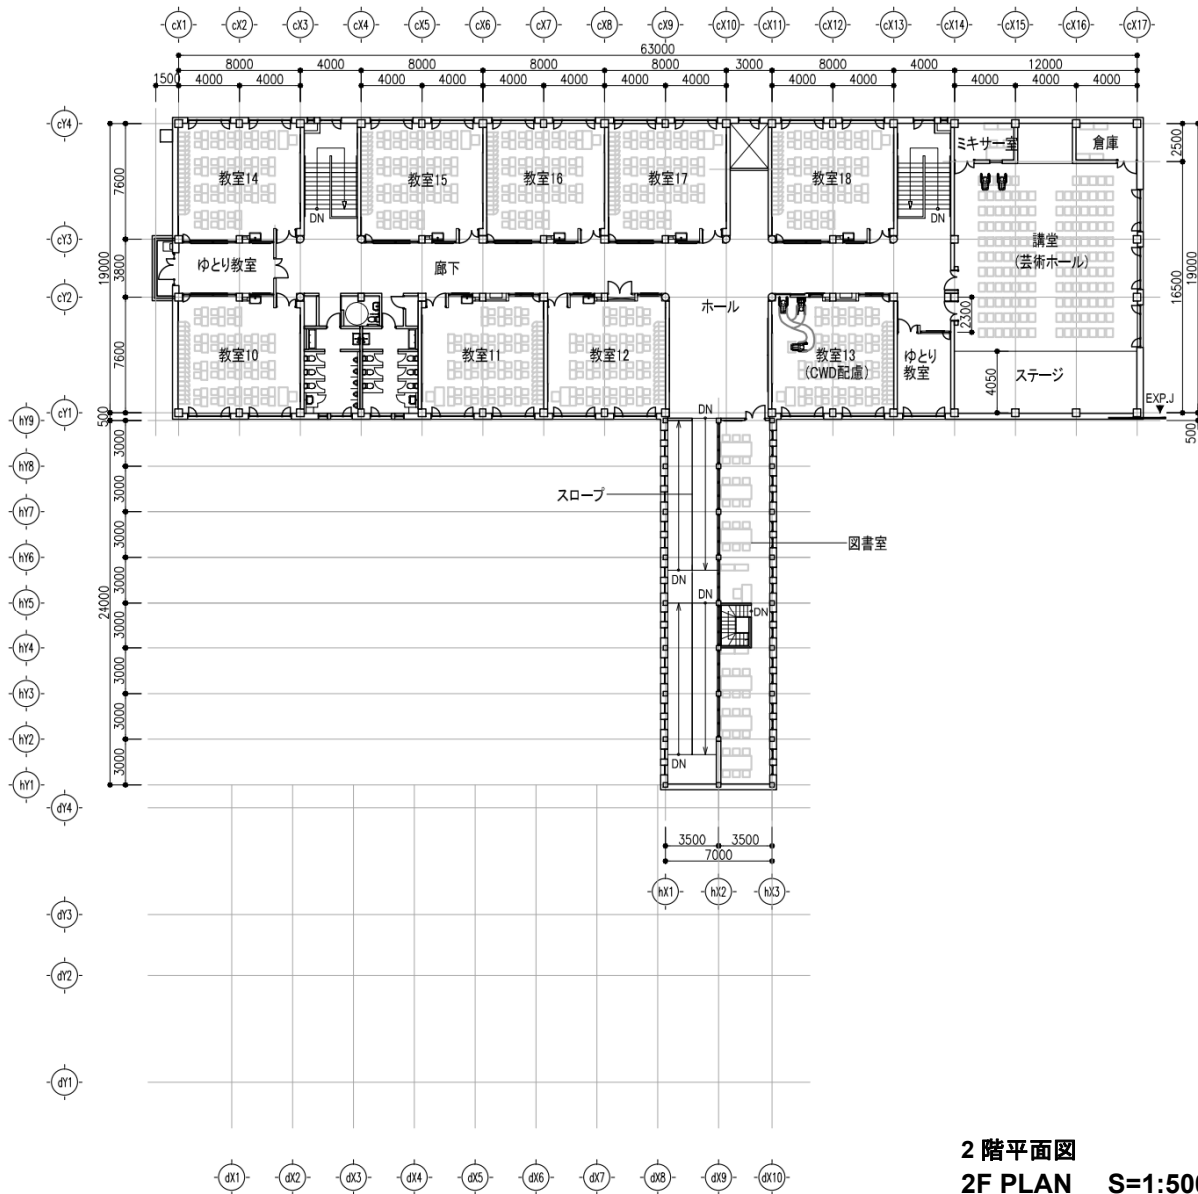 cX1 cX2 cX3 cX4 cX5 cX6 cX7 cX8 cX9 cX10 cX11 cX12 cX13 cX14 cX15 cX16 cX17
63000
8000 4000 8000 8000 8000 3000 8000 4000 12000
1500 4000 4000 4000 4000 4000 4000 4000 4000 4000 4000 4000 4000 4000
cY4
ミキサー室 倉庫
2500
7600
教室14 教室15 教室16 教室17 教室18
DN DN
cY3
講堂
(芸術ホール)
19000 3800
ゆとり教室 廊下
16500 19000
cY2
ホール
2300
7600
教室10 教室11 教室12 教室13
(CWD配慮)
ゆとり
教室
ステージ
4050
EXP.J
cY1
hY9
500
DN
500
3000
hY8
3000
スロープ
hY7
3000
図書室
hY6
3000
DN
DN
hY5
24000
DN
3000
hY4
3000
hY3
3000
hY2
DN
3000
hY1
dY4
3500 3500
7000
hX1 hX2 hX3
dY3
dY2
dY1
dX1 dX2 dX3 dX4 dX5 dX6 dX7 dX8 dX9 dX10
2 階平面図
2F PLAN S=1:500